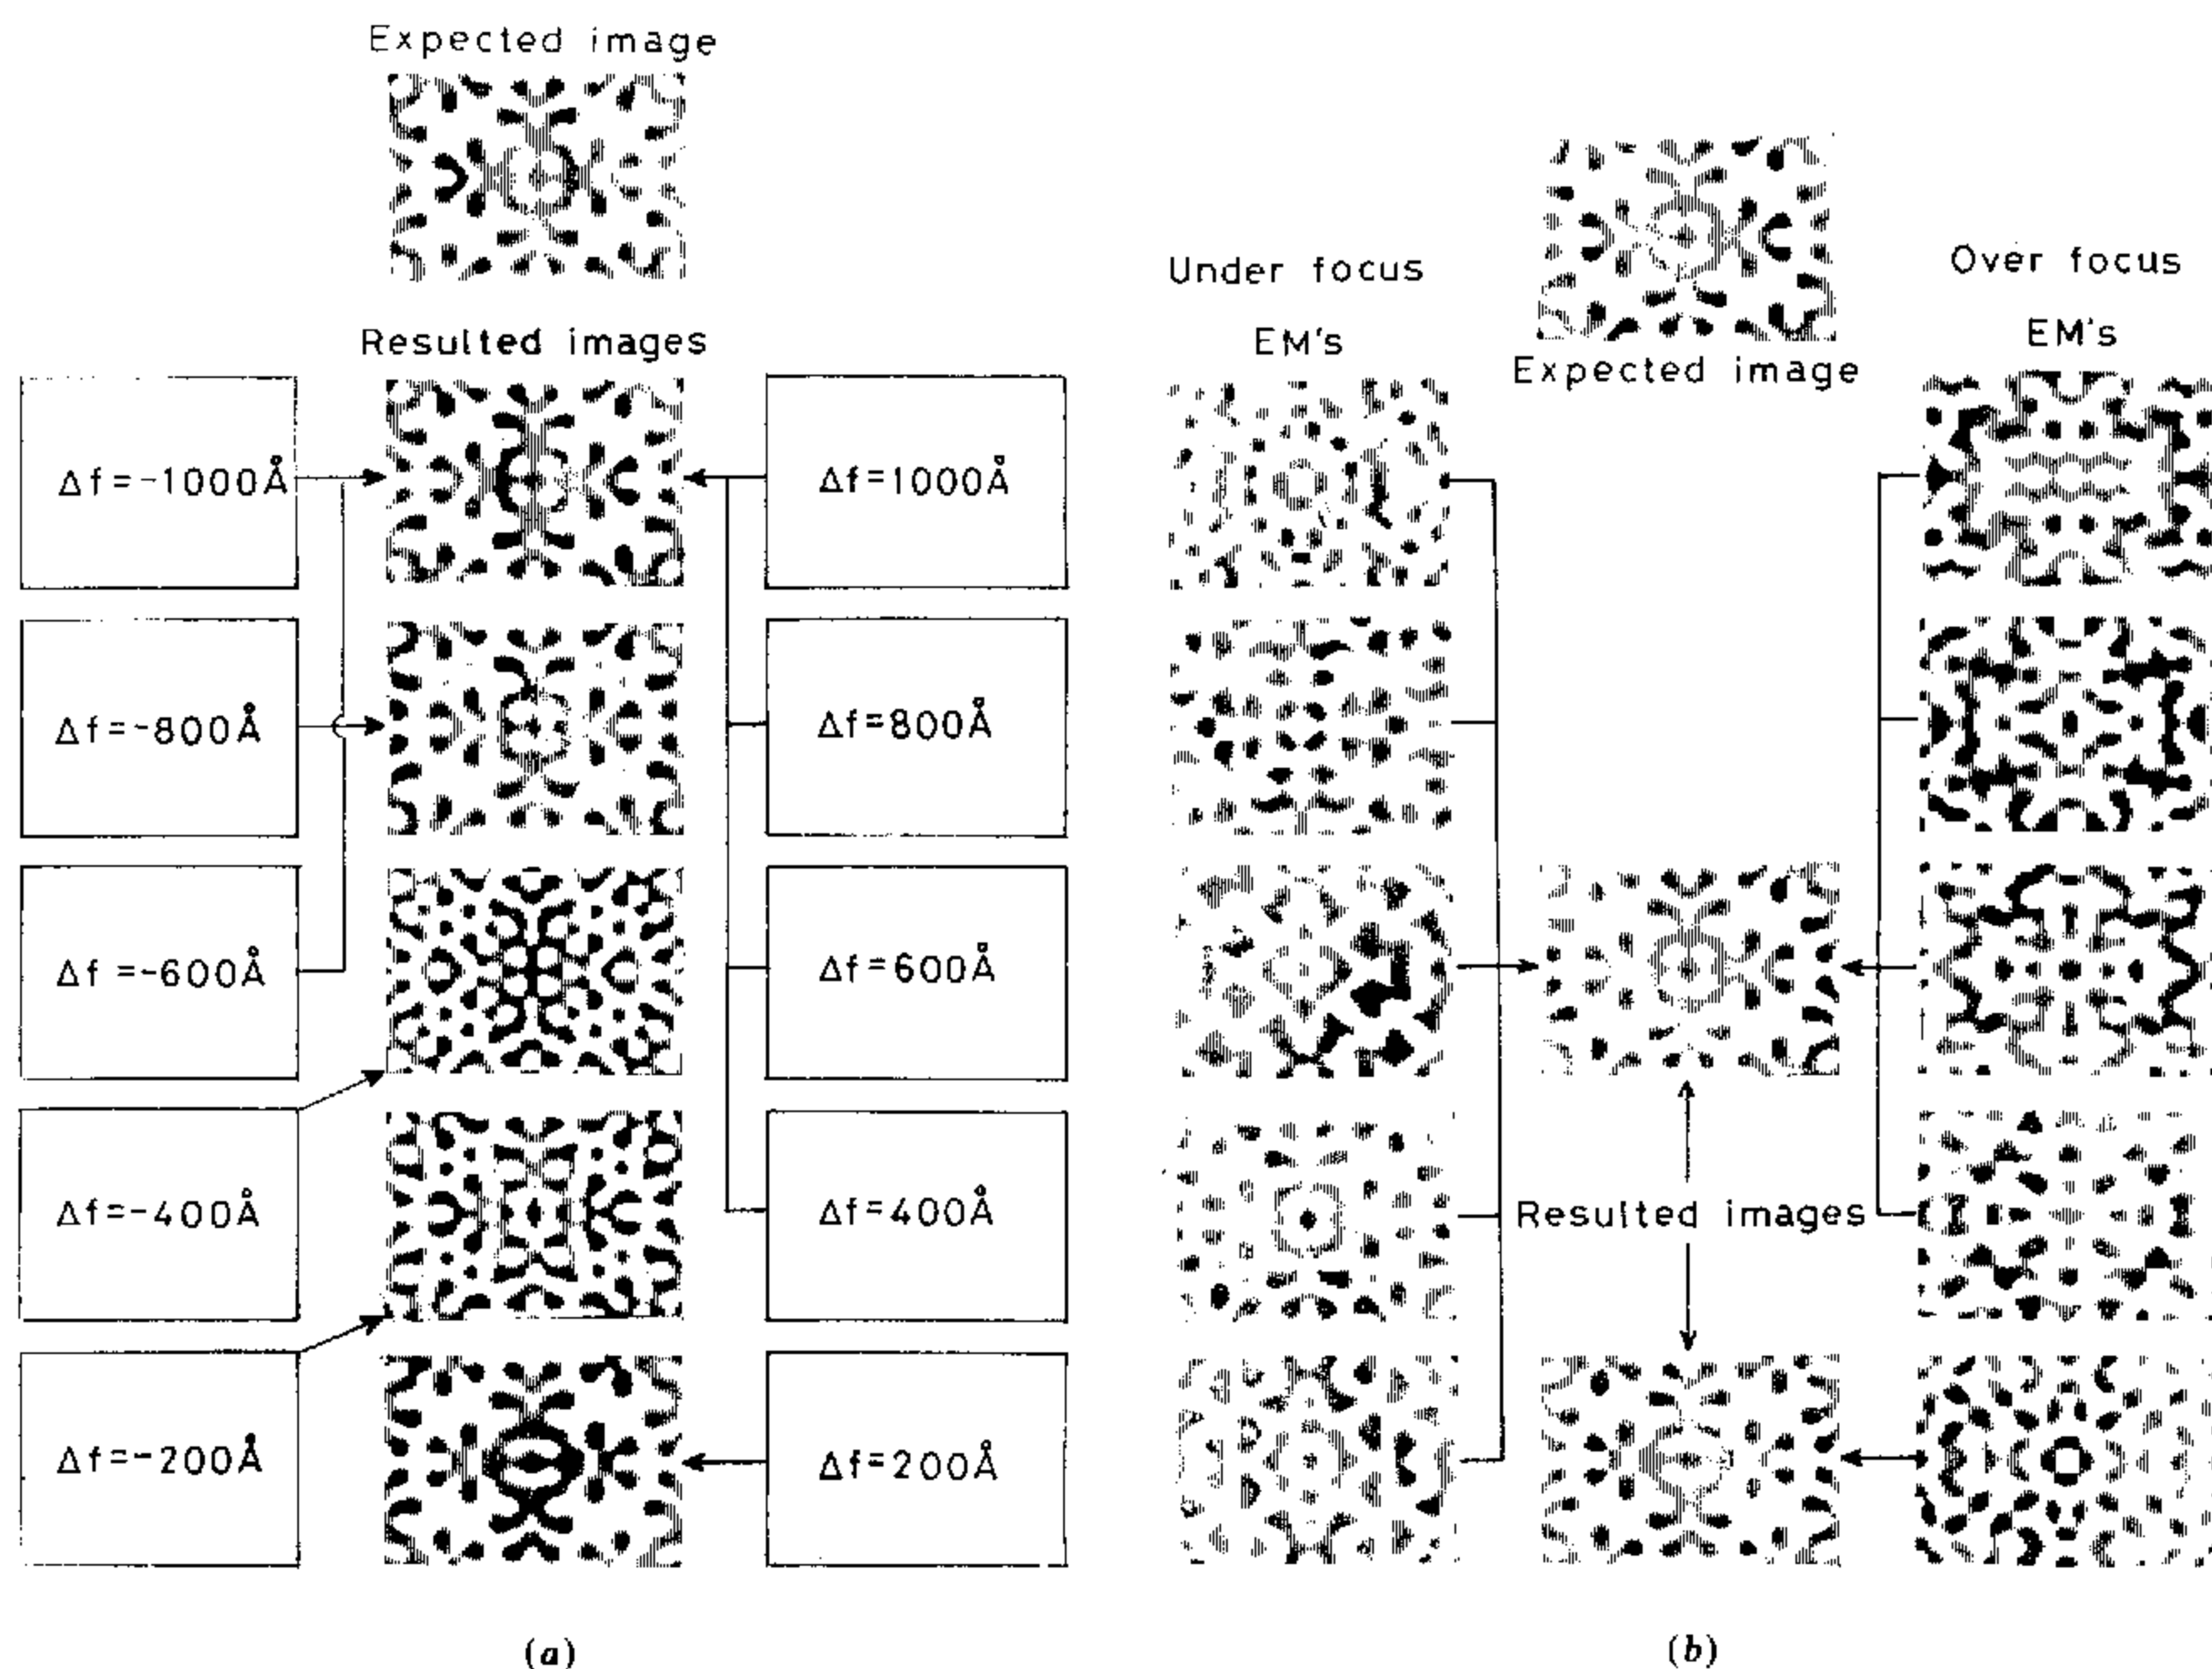 Expected image
Resulted images
Δf=-1000Å
Δf=1000Å
Δf=-800Å
Δf=800Å
Δf=-600Å
Δf=600Å
Δf=-400Å
Δf=400Å
Δf=-200Å
Δf=200Å
(a)
Under focus
EM's
Expected image
Over focus
EM's
Resulted images
(b)